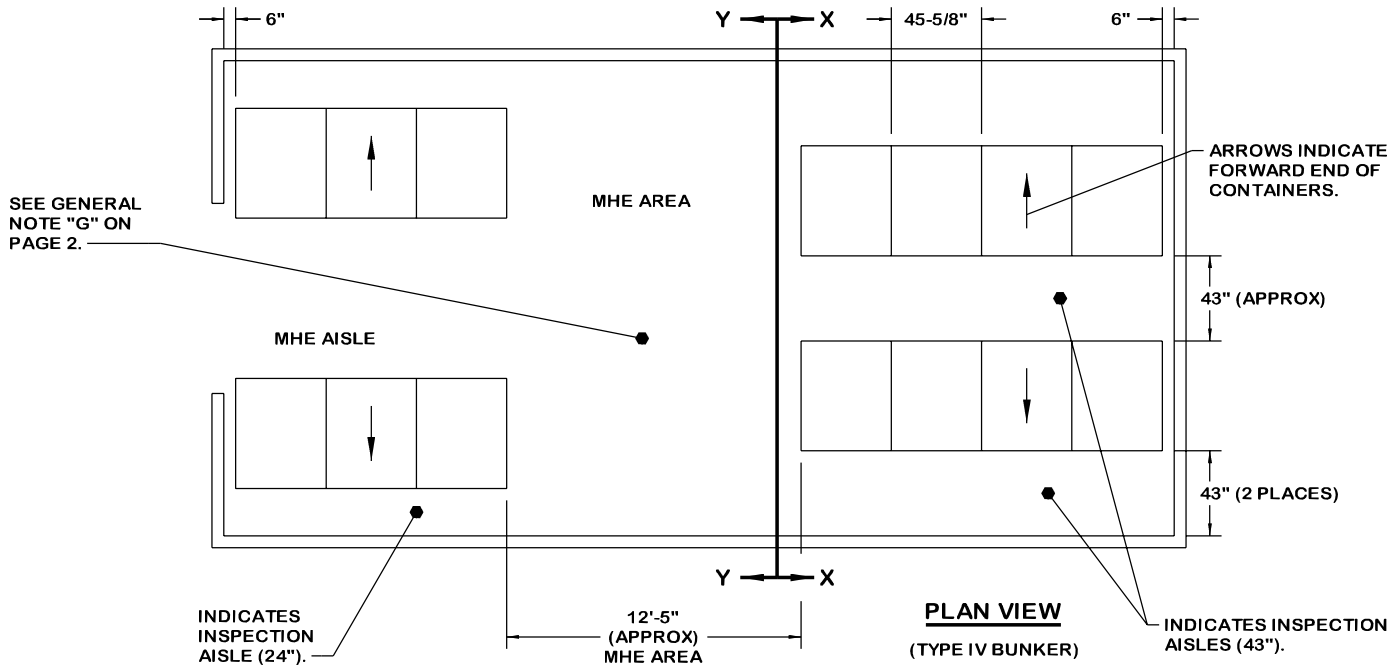 6"
Y
X
45-5/8"
6"
ARROWS INDICATE
FORWARD END OF
CONTAINERS.
SEE GENERAL
NOTE "G" ON
PAGE 2.
MHE AREA
43" (APPROX)
MHE AISLE
43" (2 PLACES)
Y
X
INDICATES
INSPECTION
AISLE (24").
12'-5"
(APPROX)
MHE AREA
PLAN VIEW
(TYPE IV BUNKER)
INDICATES INSPECTION
AISLES (43").